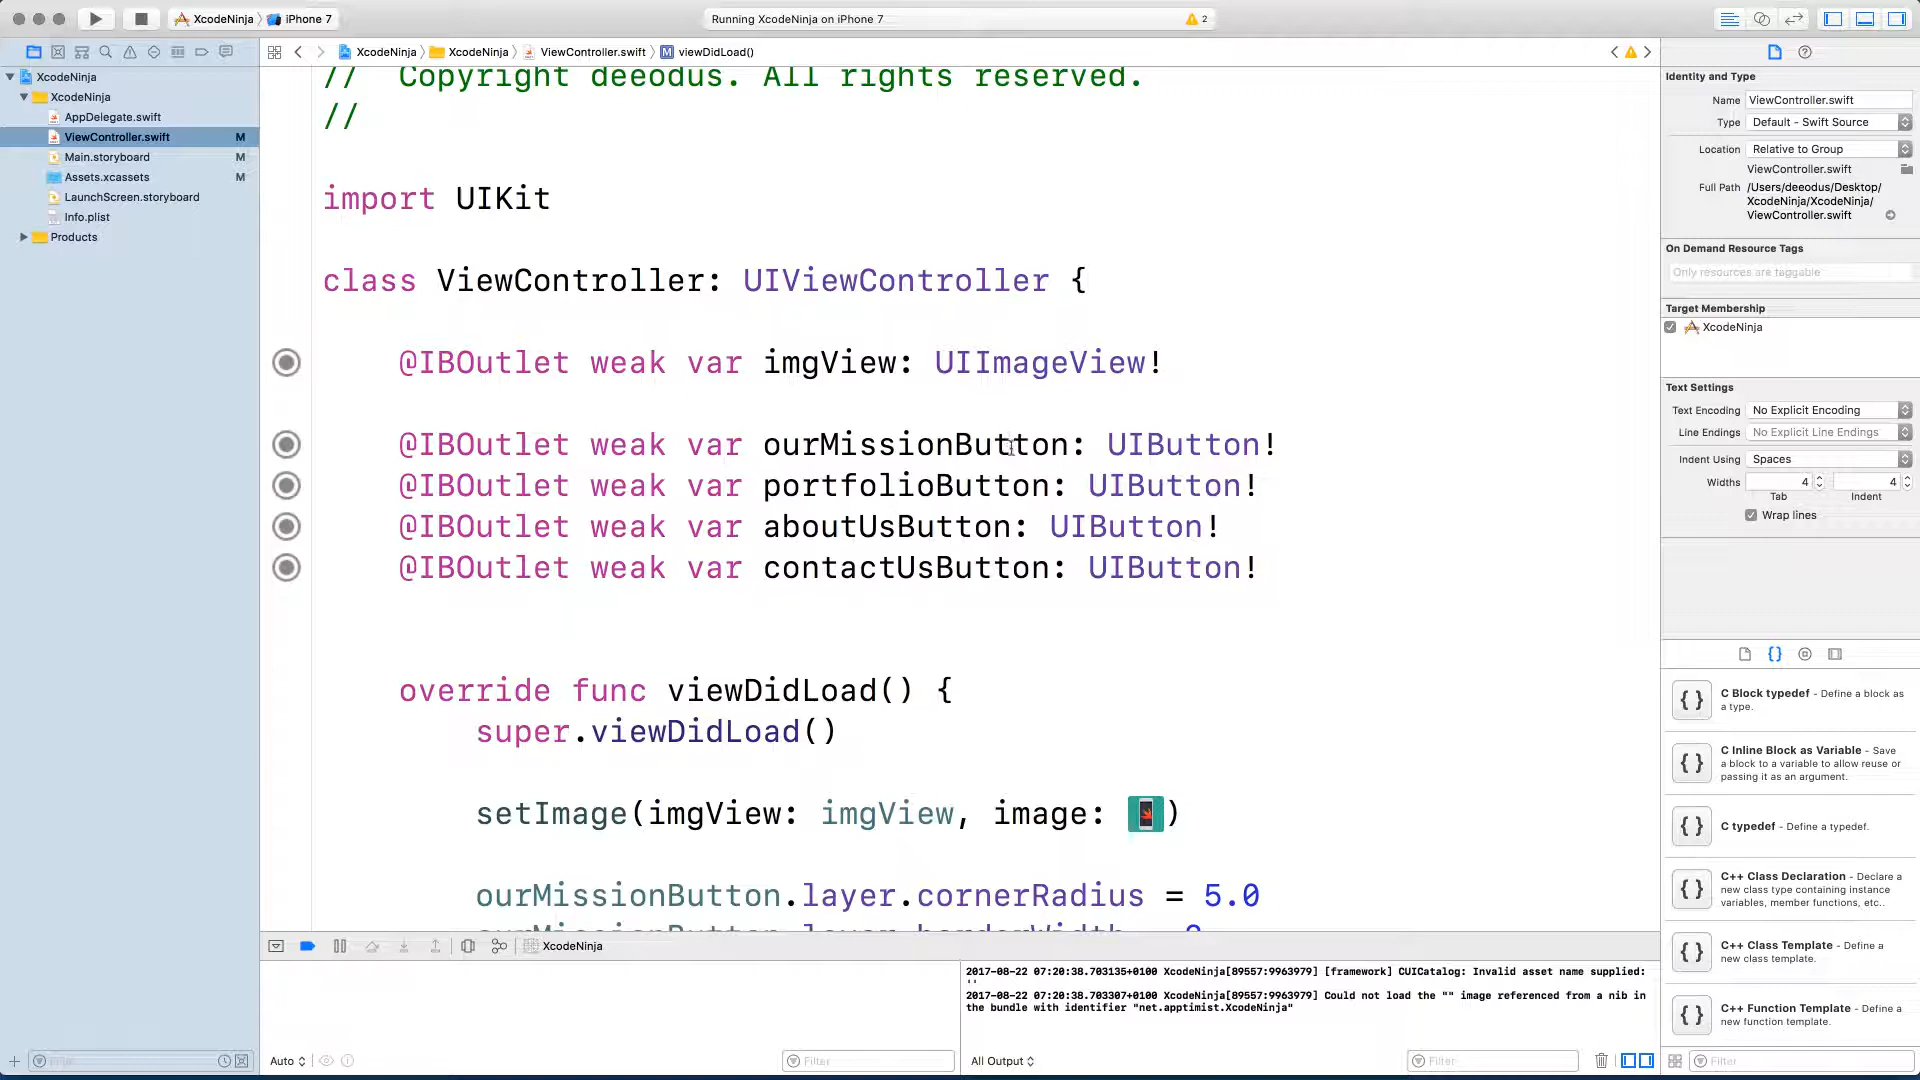 XcodeNinja
iPhone 7
Running XcodeNinja on iPhone 7
2
XcodeNinja
XcodeNinja
ViewController.swift
M
viewDidLoad()
XcodeNinja
XcodeNinja
AppDelegate.swift
ViewController.swift M
Main.storyboard M
Assets.xcassets M
LaunchScreen.storyboard
Info.plist
Products
Filter
// Copyright deeodus. All rights reserved.
//
import UIKit
class ViewController: UIViewController {
@IBOutlet weak var imgView: UIImageView!
@IBOutlet weak var ourMissionButton: UIButton!
@IBOutlet weak var portfolioButton: UIButton!
@IBOutlet weak var aboutUsButton: UIButton!
@IBOutlet weak var contactUsButton: UIButton!
override func viewDidLoad() {
super.viewDidLoad()
setImage(imgView: imgView, image: )
ourMissionButton.layer.cornerRadius = 5.0
XcodeNinja
2017-08-22 07:20:38.703135+0100 XcodeNinja[89557:9963979] [framework] CUICatalog: Invalid asset name supplied:
''
2017-08-22 07:20:38.703307+0100 XcodeNinja[89557:9963979] Could not load the "" image referenced from a nib in
the bundle with identifier "net.apptimist.XcodeNinja"
Auto
Filter
All Output
Filter
Identity and Type
Name ViewController.swift
Type Default - Swift Source
Location Relative to Group
ViewController.swift
Full Path /Users/deeodus/Desktop/
XcodeNinja/XcodeNinja/
ViewController.swift
On Demand Resource Tags
Only resources are taggable
Target Membership
XcodeNinja
Text Settings
Text Encoding No Explicit Encoding
Line Endings No Explicit Line Endings
Indent Using Spaces
Widths 4 4
Tab Indent
Wrap lines
{}
{ } C Block typedef - Define a block as
a type.
{ } C Inline Block as Variable - Save
a block to a variable to allow reuse or
passing it as an argument.
{ } C typedef - Define a typedef.
{ } C++ Class Declaration - Declare a
new class type containing instance
variables, member functions, etc..
{ } C++ Class Template - Define a
new class template.
{ } C++ Function Template - Define a
new function template.
Filter